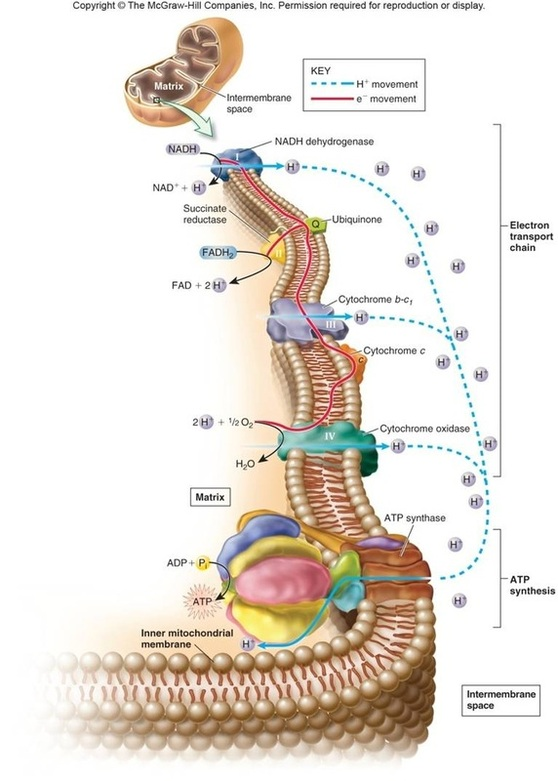 Copyright © The McGraw-Hill Companies, Inc. Permission required for reproduction or display.
Matrix
Intermembrane
space
KEY
H+ movement
e− movement
NADH
I
NADH dehydrogenase
H+
H+
H+
NAD+ + H+
Succinate
reductase
Q
Ubiquinone
H+
Electron
transport
chain
FADH₂
II
H+
H+
FAD + 2 H+
Cytochrome b-c₁
III
H+
H+
Cytochrome c
c
H+
H+
2 H+ + 1/2 O₂
Cytochrome oxidase
IV
H+
H+
H₂O
H+
Matrix
H+
ATP synthase
H+
ADP + Pi
ATP
ATP
synthesis
H+
Inner mitochondrial
membrane
H+
Intermembrane
space